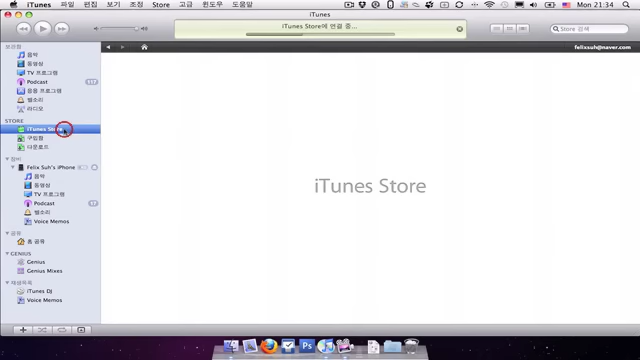 iTunes 파일 편집 보기 조정 Store 고급 윈도우 도움말 Mon 21:34
iTunes
iTunes Store에 연결 중...
Store 검색
보관함
음악
동영상
TV 프로그램
Podcast 117
응용 프로그램
벨소리
라디오
felixsuh@naver.com
STORE
iTunes Store
구입함
다운로드
장비
Felix Suh's iPhone
음악
동영상
TV 프로그램
Podcast 17
벨소리
Voice Memos
iTunes Store
공유
홈 공유
GENIUS
Genius
Genius Mixes
재생목록
iTunes DJ
Voice Memos